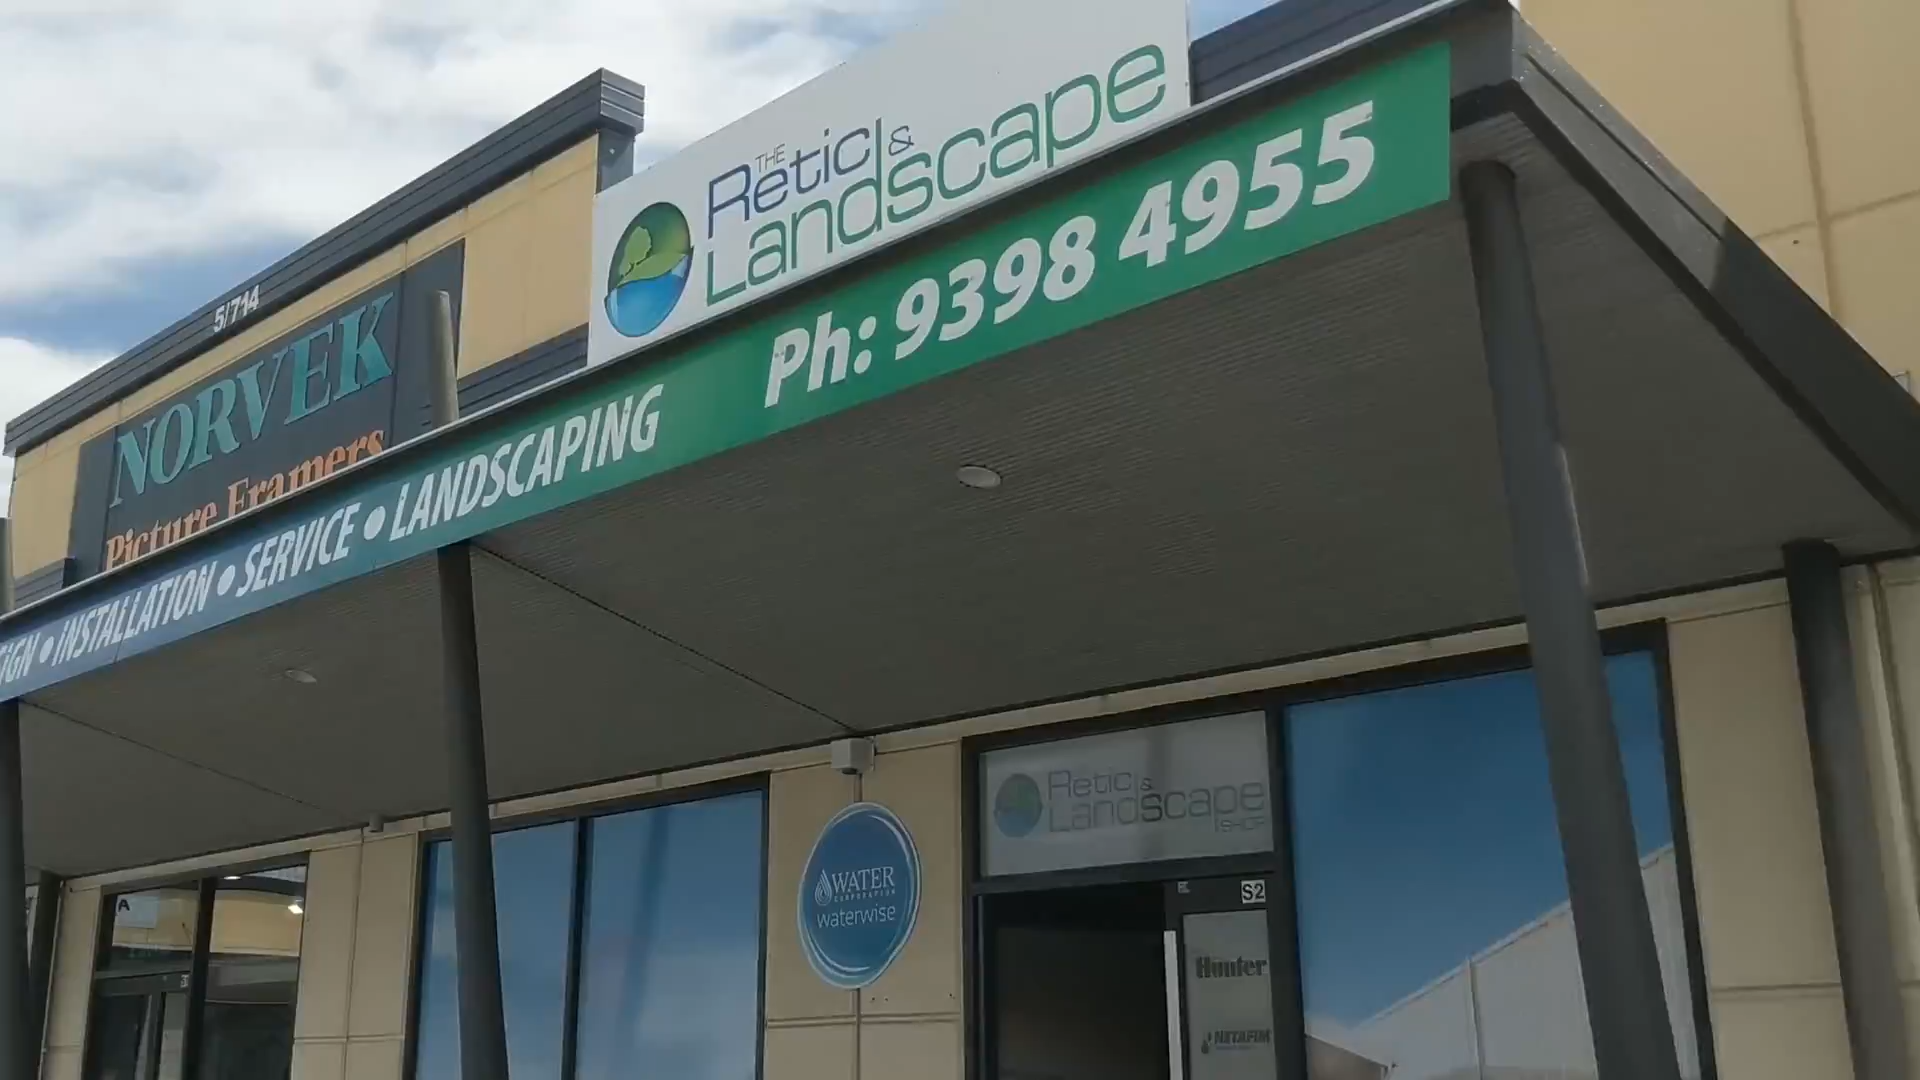 5/714
NORVEK
Picture Framers
THE
Retic &
Landscape
INSTALLATION • SERVICE • LANDSCAPING Ph: 9398 4955
Retic &
Landscape
SHOP
WATER
CORPORATION
waterwise
S2
Hunter
NETAFIM
A